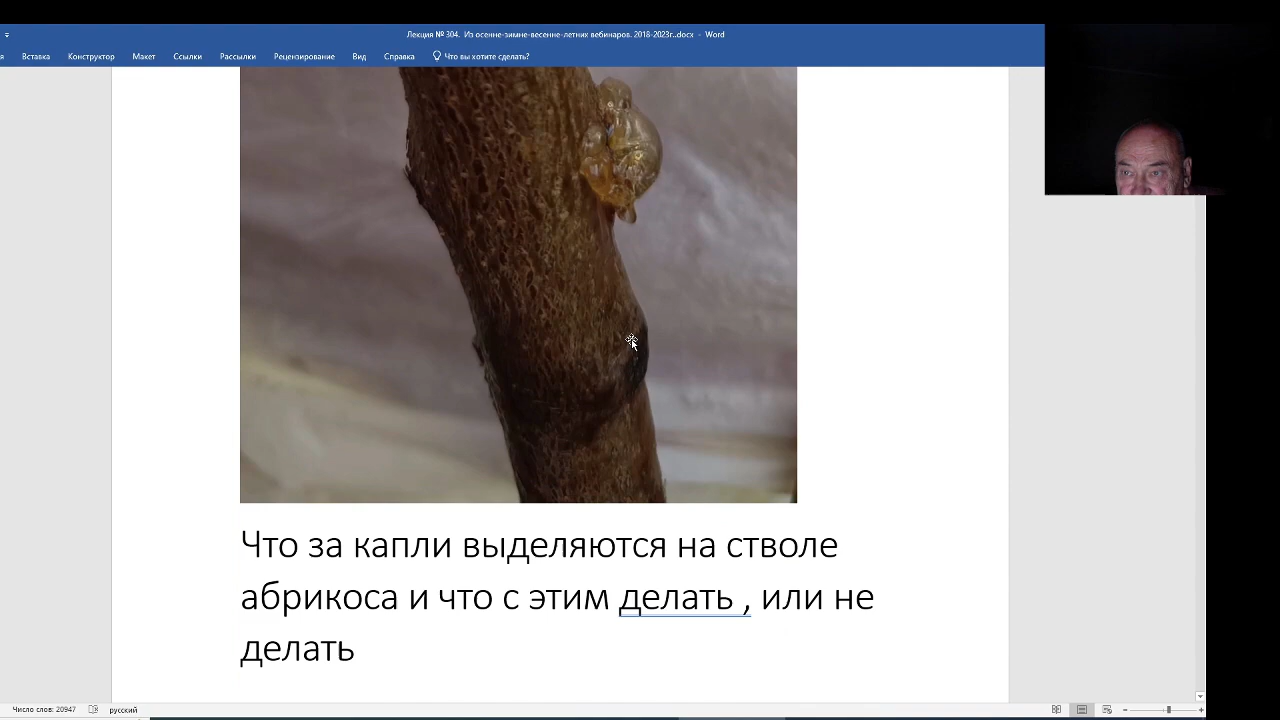 Лекция № 304. Из осенне-зимне-весенне-летних вебинаров. 2018-2023г..docx - Word
я Вставка Конструктор Макет Ссылки Рассылки Рецензирование Вид Справка Что вы хотите сделать?
Что за капли выделяются на стволе
абрикоса и что с этим делать , или не
делать
Число слов: 20947 русский